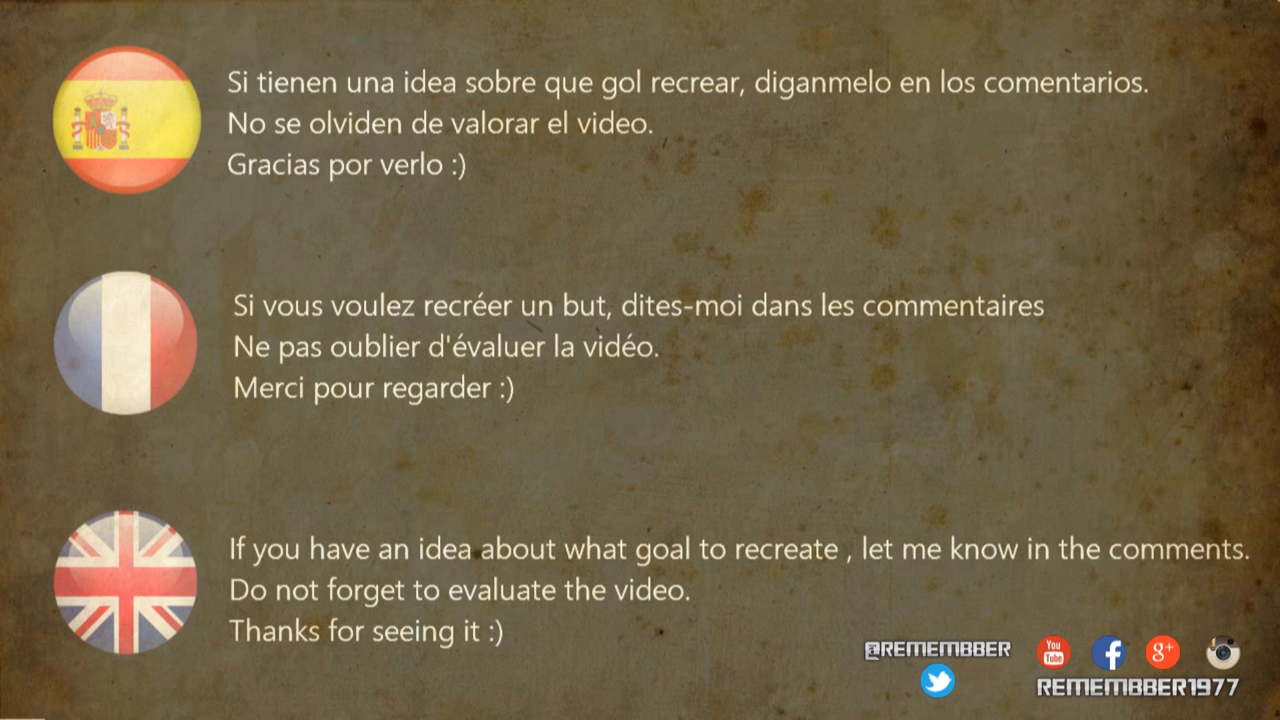 Si tienen una idea sobre que gol recrear, diganmelo en los comentarios.
No se olviden de valorar el video.
Gracias por verlo :)
Si vous voulez recréer un but, dites-moi dans les commentaires
Ne pas oublier d'évaluer la vidéo.
Merci pour regarder :)
If you have an idea about what goal to recreate , let me know in the comments.
Do not forget to evaluate the video.
Thanks for seeing it :)
@REMEMBBER
You Tube
f
g+
REMEMBBER1977